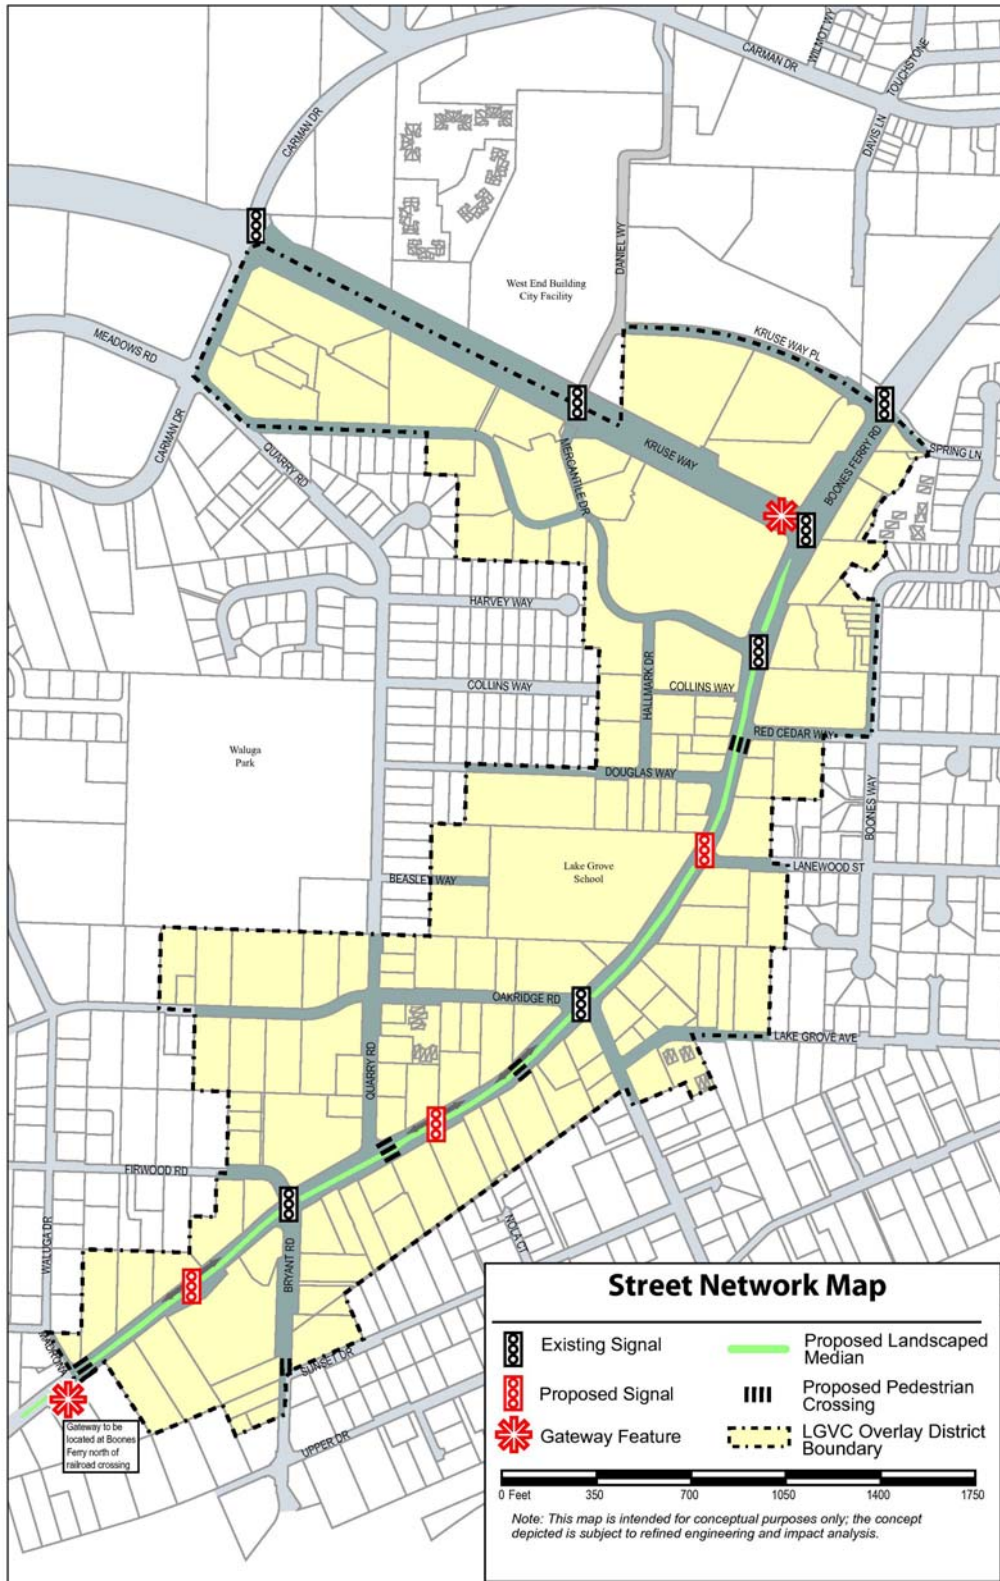 CARMAN DR
WILMOT WY
TOUCHSTONE
CARMAN DR
DAVIS LN
DANIEL WY
West End Building
City Facility
MEADOWS RD
KRUSE WAY PL
CARMAN DR
QUARRY RD
MERCANTILE DR
KRUSE WAY
BOONES FERRY RD
SPRING LN
HARVEY WAY
COLLINS WAY
HALLMARK DR
COLLINS WAY
RED CEDAR WAY
Waluga
Park
DOUGLAS WAY
BOONES WAY
Lake Grove
School
LANEWOOD ST
BEASLEY WAY
OAKRIDGE RD
LAKE GROVE AVE
QUARRY RD
FIRWOOD RD
WALUGA DR
NOLA CT
BRYANT RD
MADRONA
SUNSET DR
UPPER DR
Gateway to be
located at Boones
Ferry north of
railroad crossing
Street Network Map
Existing Signal
Proposed Landscaped
Median
Proposed Signal
Proposed Pedestrian
Crossing
Gateway Feature
LGVC Overlay District
Boundary
0 Feet 350 700 1050 1400 1750
Note: This map is intended for conceptual purposes only; the concept
depicted is subject to refined engineering and impact analysis.